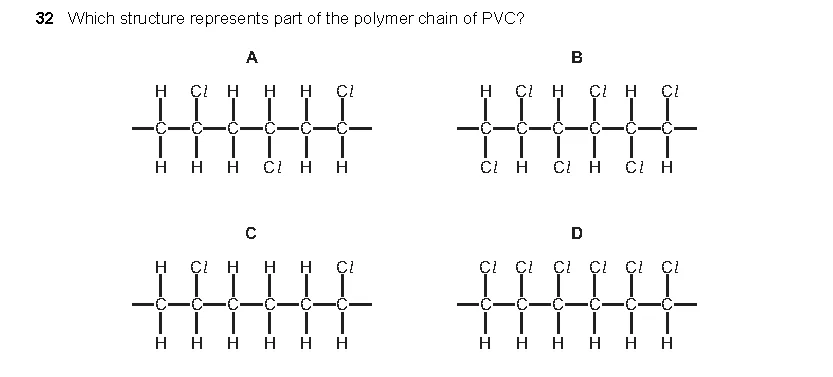 32 Which structure represents part of the polymer chain of PVC?
A B
H Cl H H H Cl H Cl H Cl H Cl
C C C C C C C C C C C C
H H H Cl H H Cl H Cl H Cl H
C D
H Cl H H H Cl Cl Cl Cl Cl Cl Cl
C C C C C C C C C C C C
H H H H H H H H H H H H